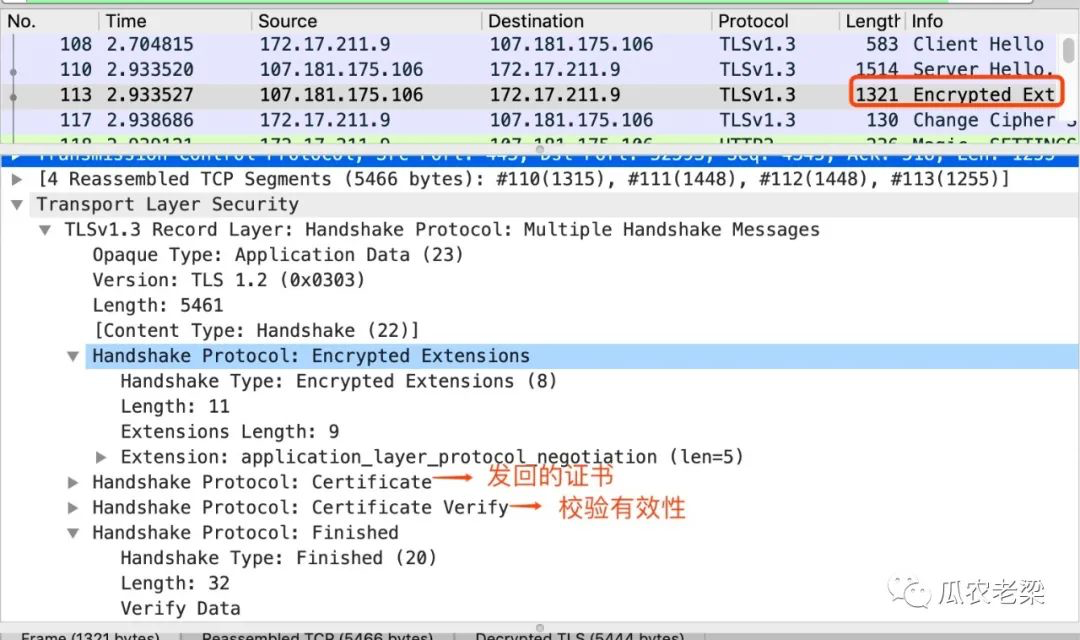 No. Time Source Destination Protocol Length Info
108 2.704815 172.17.211.9 107.181.175.106 TLSv1.3 583 Client Hello
110 2.933520 107.181.175.106 172.17.211.9 TLSv1.3 1514 Server Hello,
113 2.933527 107.181.175.106 172.17.211.9 TLSv1.3 1321 Encrypted Ext
117 2.938686 172.17.211.9 107.181.175.106 TLSv1.3 130 Change Cipher S
[4 Reassembled TCP Segments (5466 bytes): #110(1315), #111(1448), #112(1448), #113(1255)]
Transport Layer Security
TLSv1.3 Record Layer: Handshake Protocol: Multiple Handshake Messages
Opaque Type: Application Data (23)
Version: TLS 1.2 (0x0303)
Length: 5461
[Content Type: Handshake (22)]
Handshake Protocol: Encrypted Extensions
Handshake Type: Encrypted Extensions (8)
Length: 11
Extensions Length: 9
Extension: application_layer_protocol_negotiation (len=5)
Handshake Protocol: Certificate 发回的证书
Handshake Protocol: Certificate Verify 校验有效性
Handshake Protocol: Finished
Handshake Type: Finished (20)
Length: 32
Verify Data
瓜农老梁
Frame (1321 bytes) Reassembled TCP (5466 bytes) Decrypted TLS (5444 bytes)